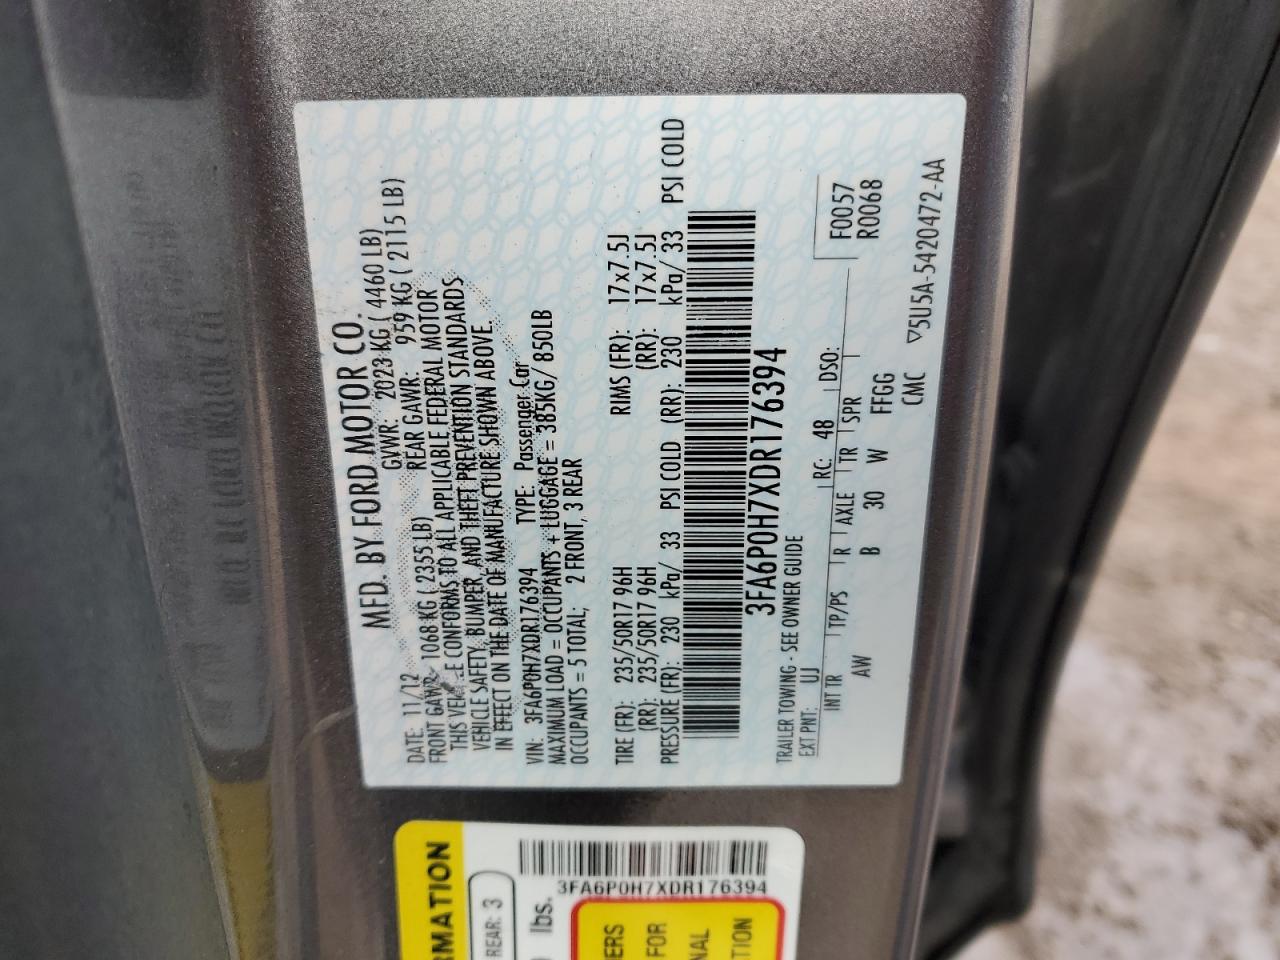 MFD. BY FORD MOTOR CO.
DATE: 11/12 GVWR: 2023 KG ( 4460 LB)
FRONT GAWR: 1068 KG ( 2355 LB) REAR GAWR: 959 KG ( 2115 LB)
THIS VEHICLE CONFORMS TO ALL APPLICABLE FEDERAL MOTOR
VEHICLE SAFETY, BUMPER, AND THEFT PREVENTION STANDARDS
IN EFFECT ON THE DATE OF MANUFACTURE SHOWN ABOVE.
VIN: 3FA6P0H7XDR176394 TYPE: Passenger Car
MAXIMUM LOAD = OCCUPANTS + LUGGAGE = 385KG/ 850LB
OCCUPANTS = 5 TOTAL; 2 FRONT, 3 REAR
TIRE (FR): 235/50R17 96H RIMS (FR): 17x7.5J
(RR): 235/50R17 96H (RR): 17x7.5J
PRESSURE (FR): 230 kPa/ 33 PSI COLD (RR): 230 kPa/ 33 PSI COLD
3FA6P0H7XDR176394
TRAILER TOWING - SEE OWNER GUIDE
EXT PNT: UJ RC: 48 DSO:
F0057
R0068
INT TR TP/PS R AXLE TR SPR
AW B 30 W FFGG
CMC
▽5U5A-5420472-AA
RMATION
REAR: 3
lbs.
3FA6P0H7XDR176394
ERS
FOR
NAL
TION